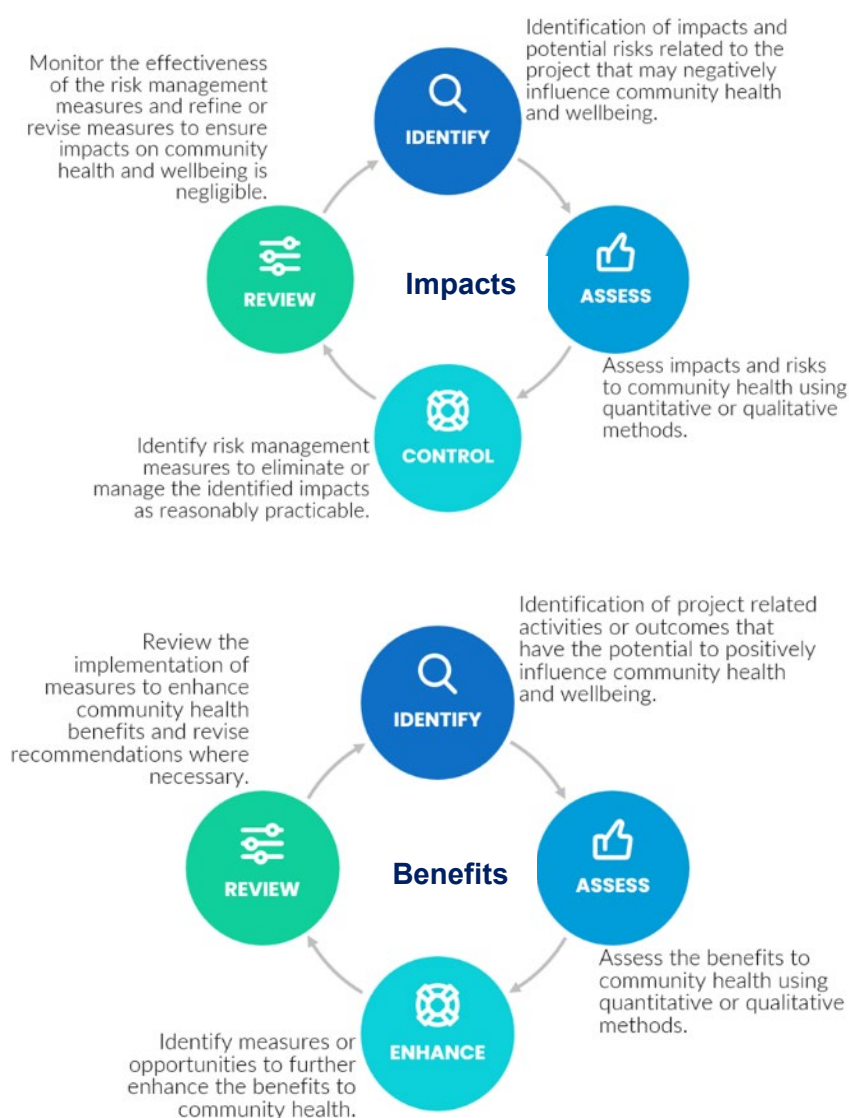 Identification of impacts and
potential risks related to the
project that may negatively
influence community health
and wellbeing.
Monitor the effectiveness
of the risk management
measures and refine or
revise measures to ensure
impacts on community
health and wellbeing is
negligible.
IDENTIFY
REVIEW
Impacts
ASSESS
Assess impacts and risks
to community health using
quantitative or qualitative
methods.
CONTROL
Identify risk management
measures to eliminate or
manage the identified impacts
as reasonably practicable.
Identification of project related
activities or outcomes that
have the potential to positively
influence community health
and wellbeing.
Review the
implementation of
measures to enhance
community health
benefits and revise
recommendations where
necessary.
IDENTIFY
REVIEW
Benefits
ASSESS
Assess the benefits to
community health using
quantitative or qualitative
methods.
ENHANCE
Identify measures or
opportunities to further
enhance the benefits to
community health.